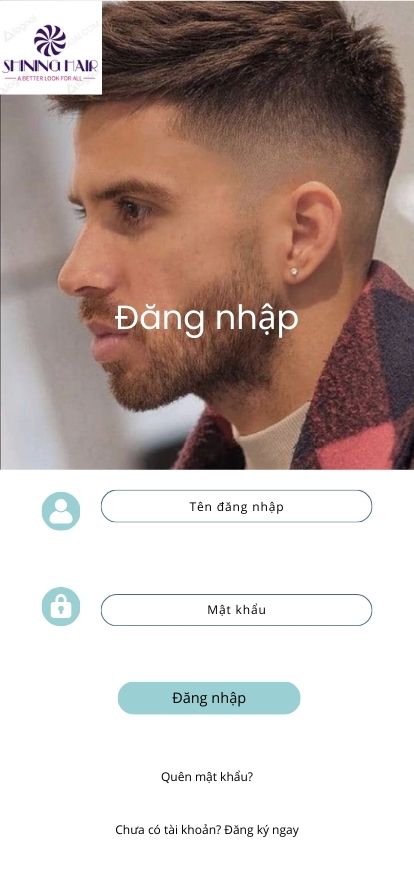 SHINING HAIR
A BETTER LOOK FOR ALL
Đăng nhập
Tên đăng nhập
Mật khẩu
Đăng nhập
Quên mật khẩu?
Chưa có tài khoản? Đăng ký ngay